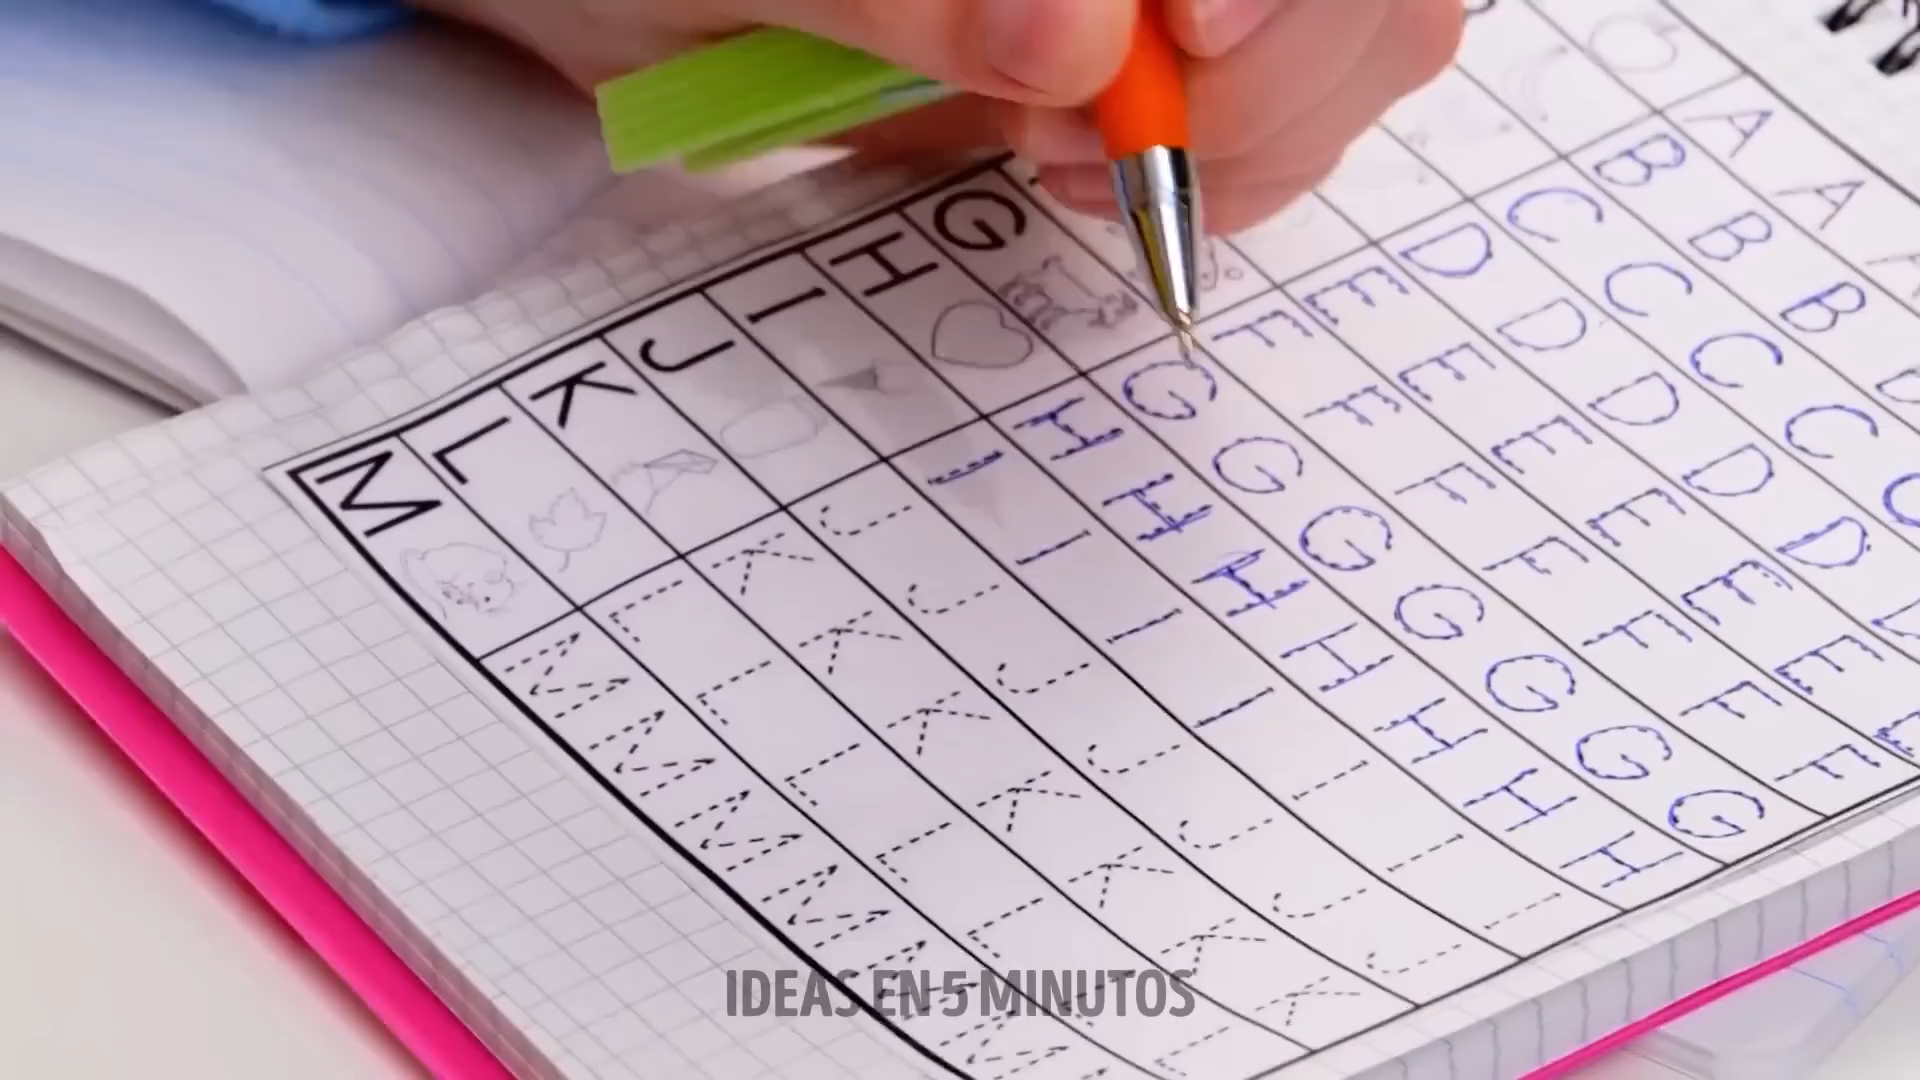 A A A
B B B B
C C C C C
D D D D D D
E E E E E E E
F F F F F F F
G G G G G G G G
H H H H H H H H
I I I I I I I I
J J J J J J J J
K K K K K K K K
L L L L L L L L
M M M M M M M
IDEAS EN 5 MINUTOS